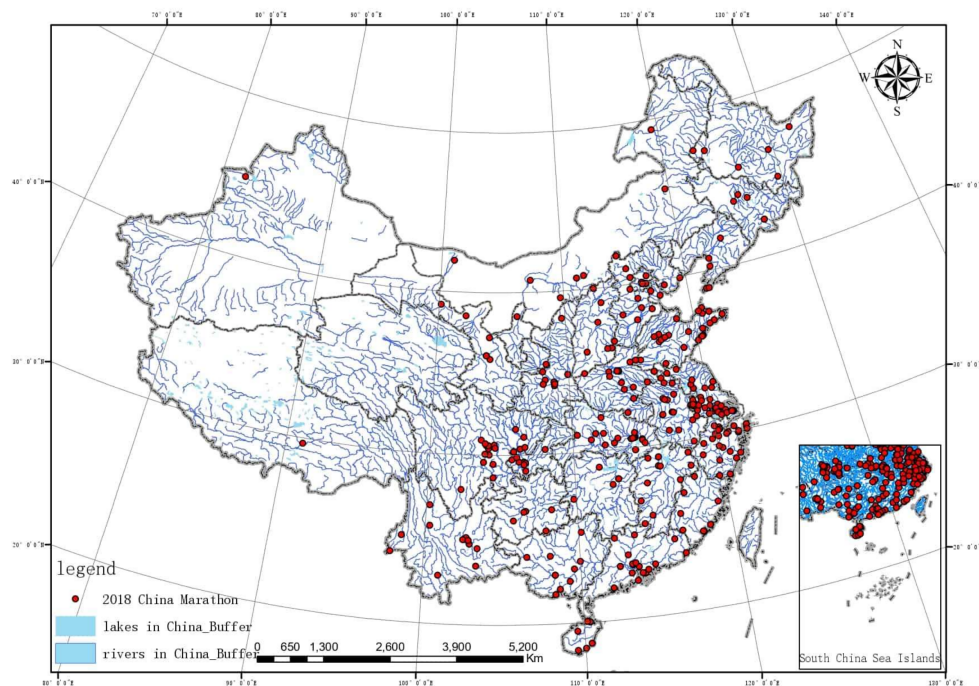 70° 0'0"E 80° 0'0"E 90° 0'0"E 100° 0'0"E 110° 0'0"E 120° 0'0"E 130° 0'0"E 140° 0'0"E
N
W E
S
40° 0'0"N 40° 0'0"N
30° 0'0"N 30° 0'0"N
20° 0'0"N 20° 0'0"N
legend
2018 China Marathon
lakes in China_Buffer
rivers in China_Buffer
0 650 1,300 2,600 3,900 5,200
Km
South China Sea Islands
80° 0'0"E 90° 0'0"E 100° 0'0"E 110° 0'0"E 120° 0'0"E 130° 0'0"E